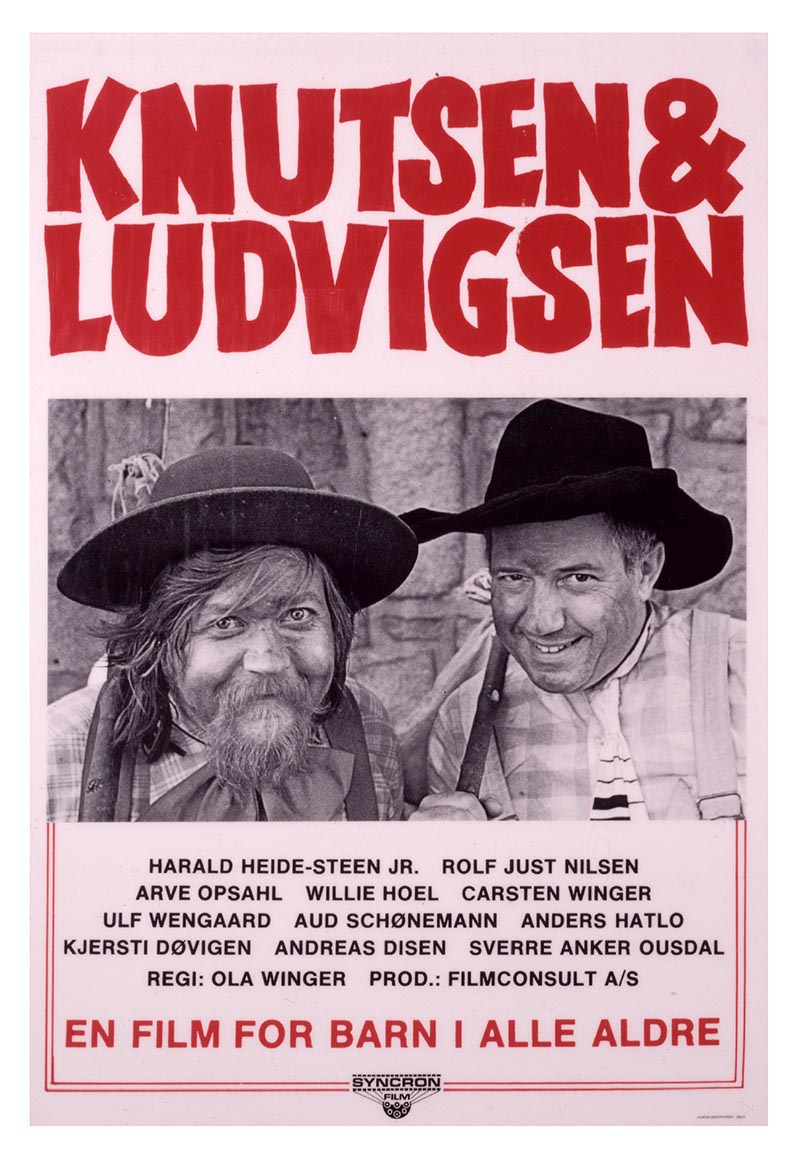 KNUTSEN &
LUDVIGSEN
HARALD HEIDE-STEEN JR. ROLF JUST NILSEN
ARVE OPSAHL WILLIE HOEL CARSTEN WINGER
ULF WENGAARD AUD SCHØNEMANN ANDERS HATLO
KJERSTI DØVIGEN ANDREAS DISEN SVERRE ANKER OUSDAL
REGI: OLA WINGER PROD.: FILMCONSULT A/S
EN FILM FOR BARN I ALLE ALDRE
SYNCRON
FILM